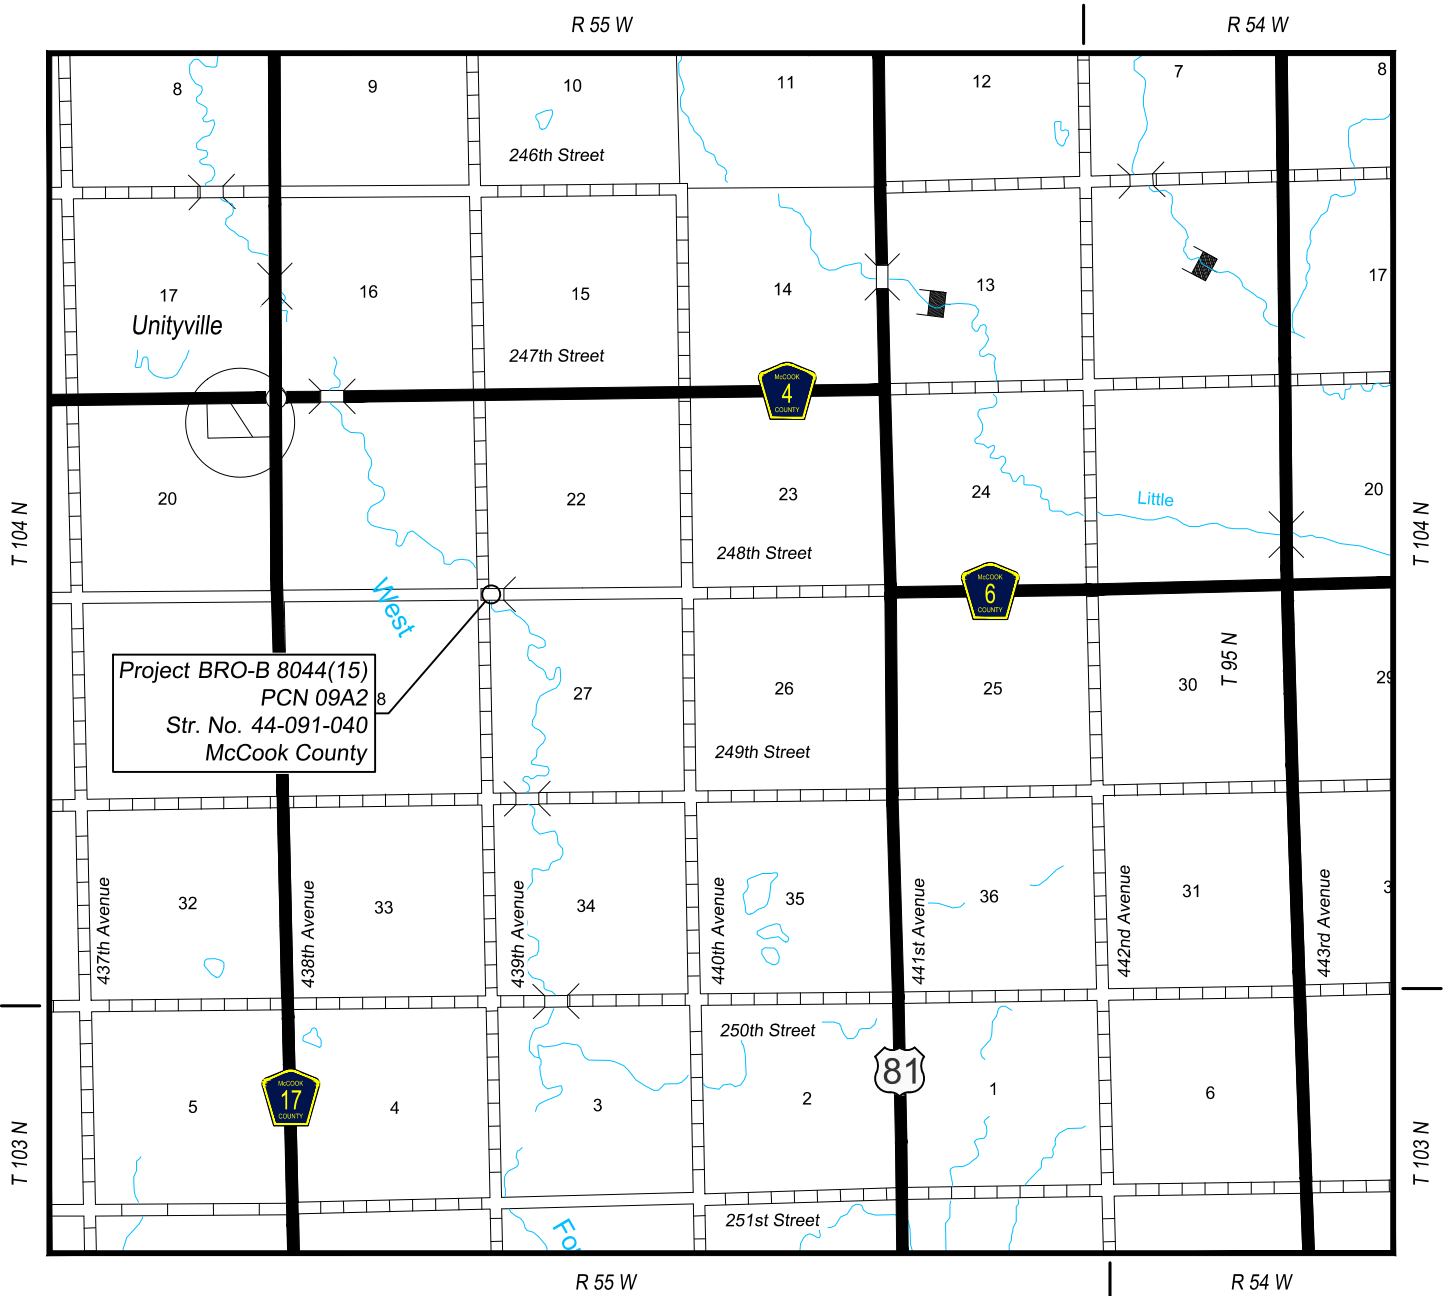 R 55 W
R 54 W
8
9
10
11
12
7
8
246th Street
17
Unityville
16
15
14
13
17
247th Street
McCOOK
4
COUNTY
20
22
23
24
Little
20
T 104 N
T 104 N
248th Street
McCOOK
6
COUNTY
West
Project BRO-B 8044(15)
PCN 09A2
Str. No. 44-091-040
McCook County
8
27
26
25
30
T 95 N
29
249th Street
32
33
34
35
36
31
3
437th Avenue
438th Avenue
439th Avenue
440th Avenue
441st Avenue
442nd Avenue
443rd Avenue
250th Street
81
McCOOK
17
COUNTY
5
4
3
2
1
6
T 103 N
T 103 N
251st Street
Fo
R 55 W
R 54 W